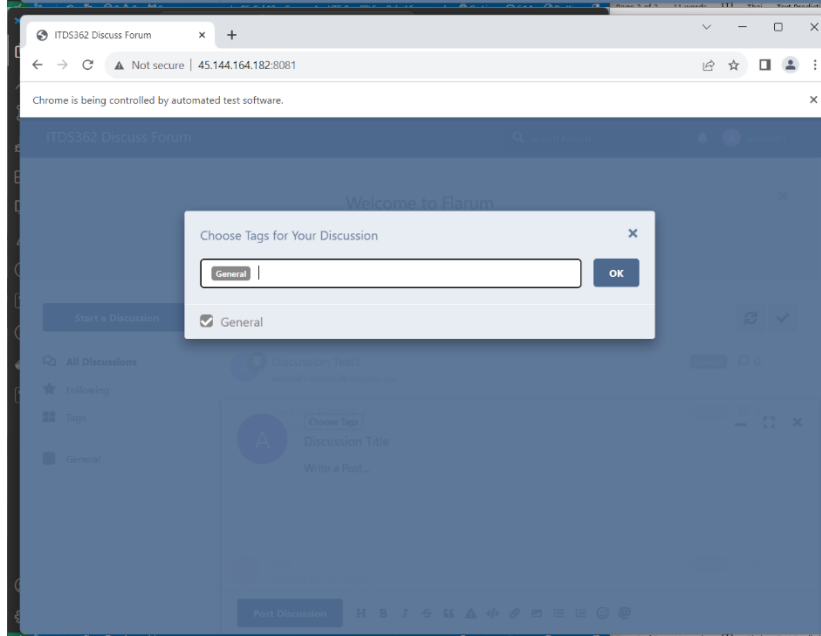 ITDS362 Discuss Forum
Not secure | 45.144.164.182:8081
Chrome is being controlled by automated test software.
ITDS362 Discuss Forum
Welcome to Flarum
Choose Tags for Your Discussion
General
OK
General
Start a Discussion
All Discussions
Following
Tags
General
Choose Tags
A
Discussion Title
Write a Post...
Post Discussion